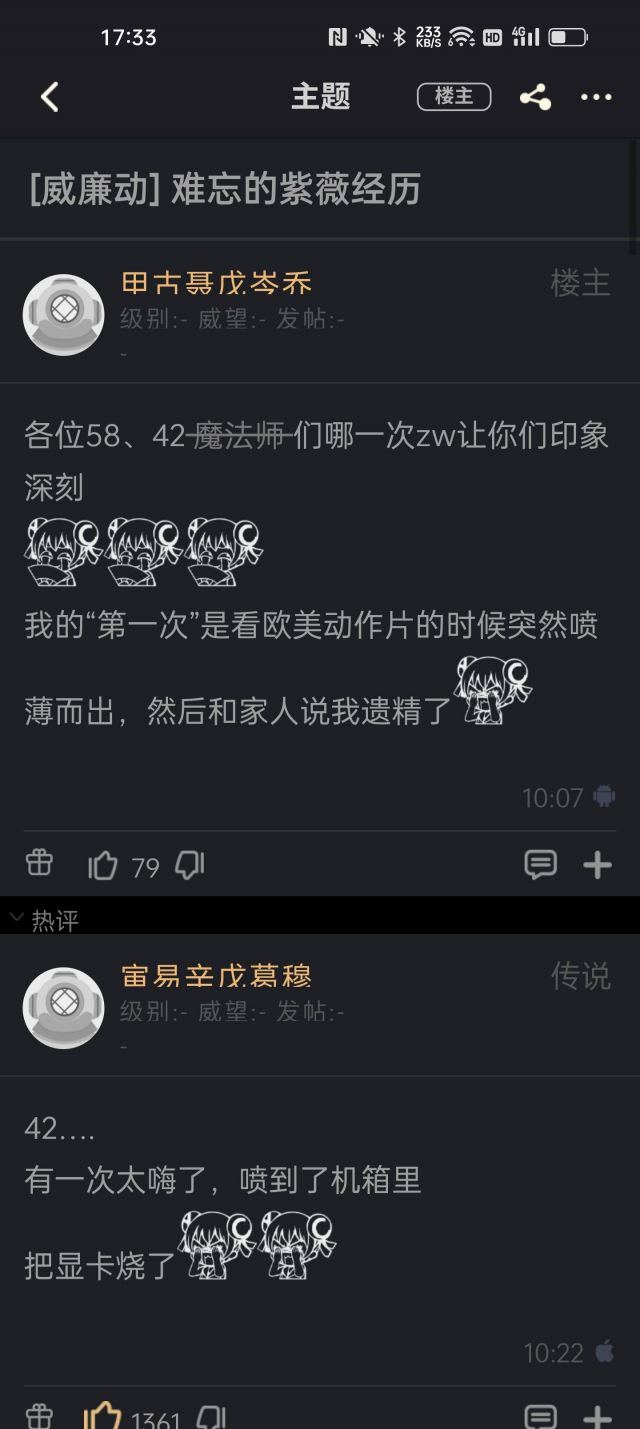 17:33
233 KB/S 6 HD 4G
主题
楼主
[威廉动] 难忘的紫薇经历
甲古聂戊岑乔
楼主
级别:- 威望:- 发帖:-
-
各位58、42 魔法师 们哪一次zw让你们印象
深刻
我的“第一次”是看欧美动作片的时候突然喷
薄而出，然后和家人说我遗精了
10:07
79
热评
寅易辛戊葛穆
传说
级别:- 威望:- 发帖:-
-
42....
有一次太嗨了，喷到了机箱里
把显卡烧了
10:22
1361